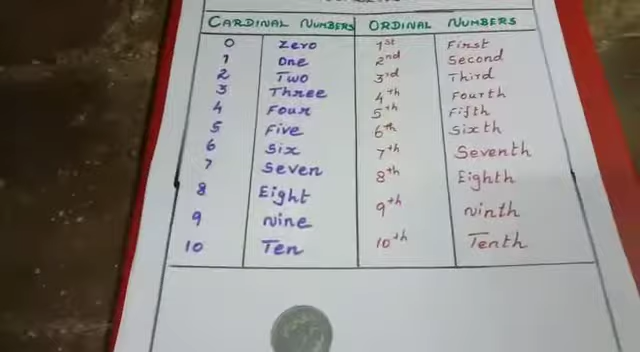 CARDINAL NUMBERS ORDINAL NUMBERS
0 Zero 1st First
1 One 2nd Second
2 Two 3rd Third
3 Three 4th Fourth
4 Four 5th Fifth
5 Five 6th Sixth
6 Six 7th Seventh
7 Seven 8th Eighth
8 Eight 9th Ninth
9 Nine 10th Tenth
10 Ten